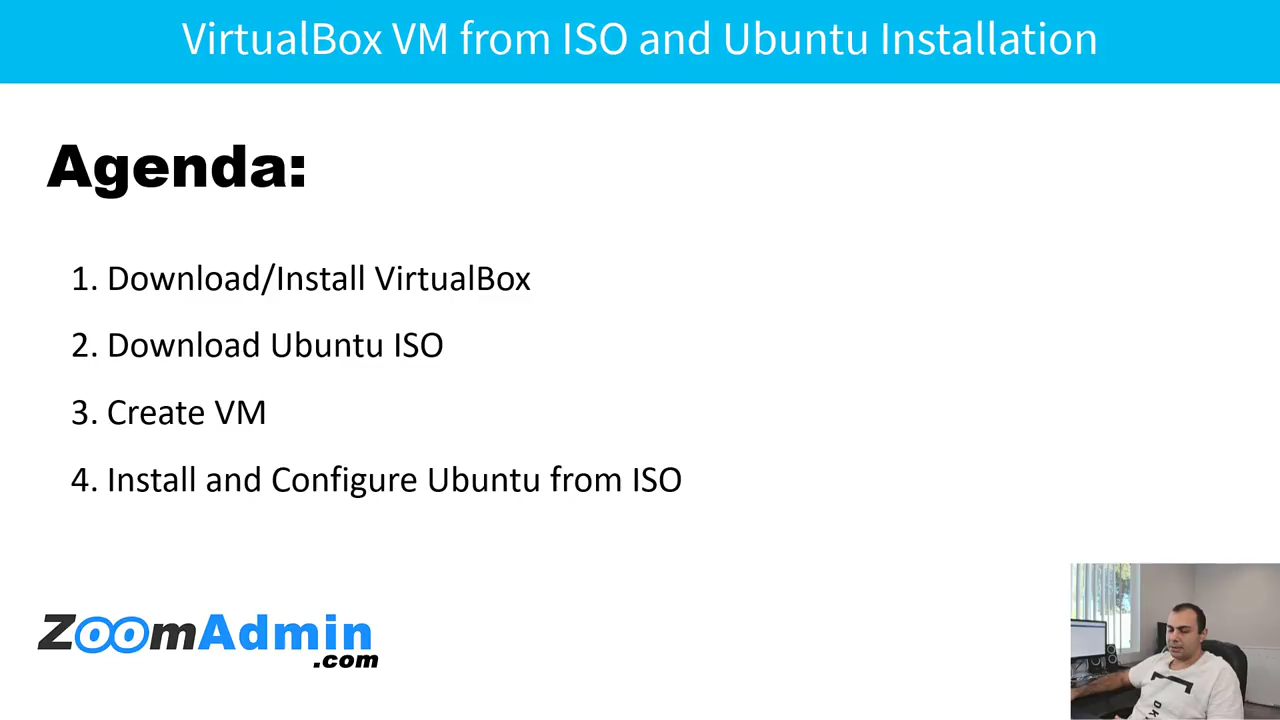 VirtualBox VM from ISO and Ubuntu Installation
Agenda:
1. Download/Install VirtualBox
2. Download Ubuntu ISO
3. Create VM
4. Install and Configure Ubuntu from ISO
ZoomAdmin
.com